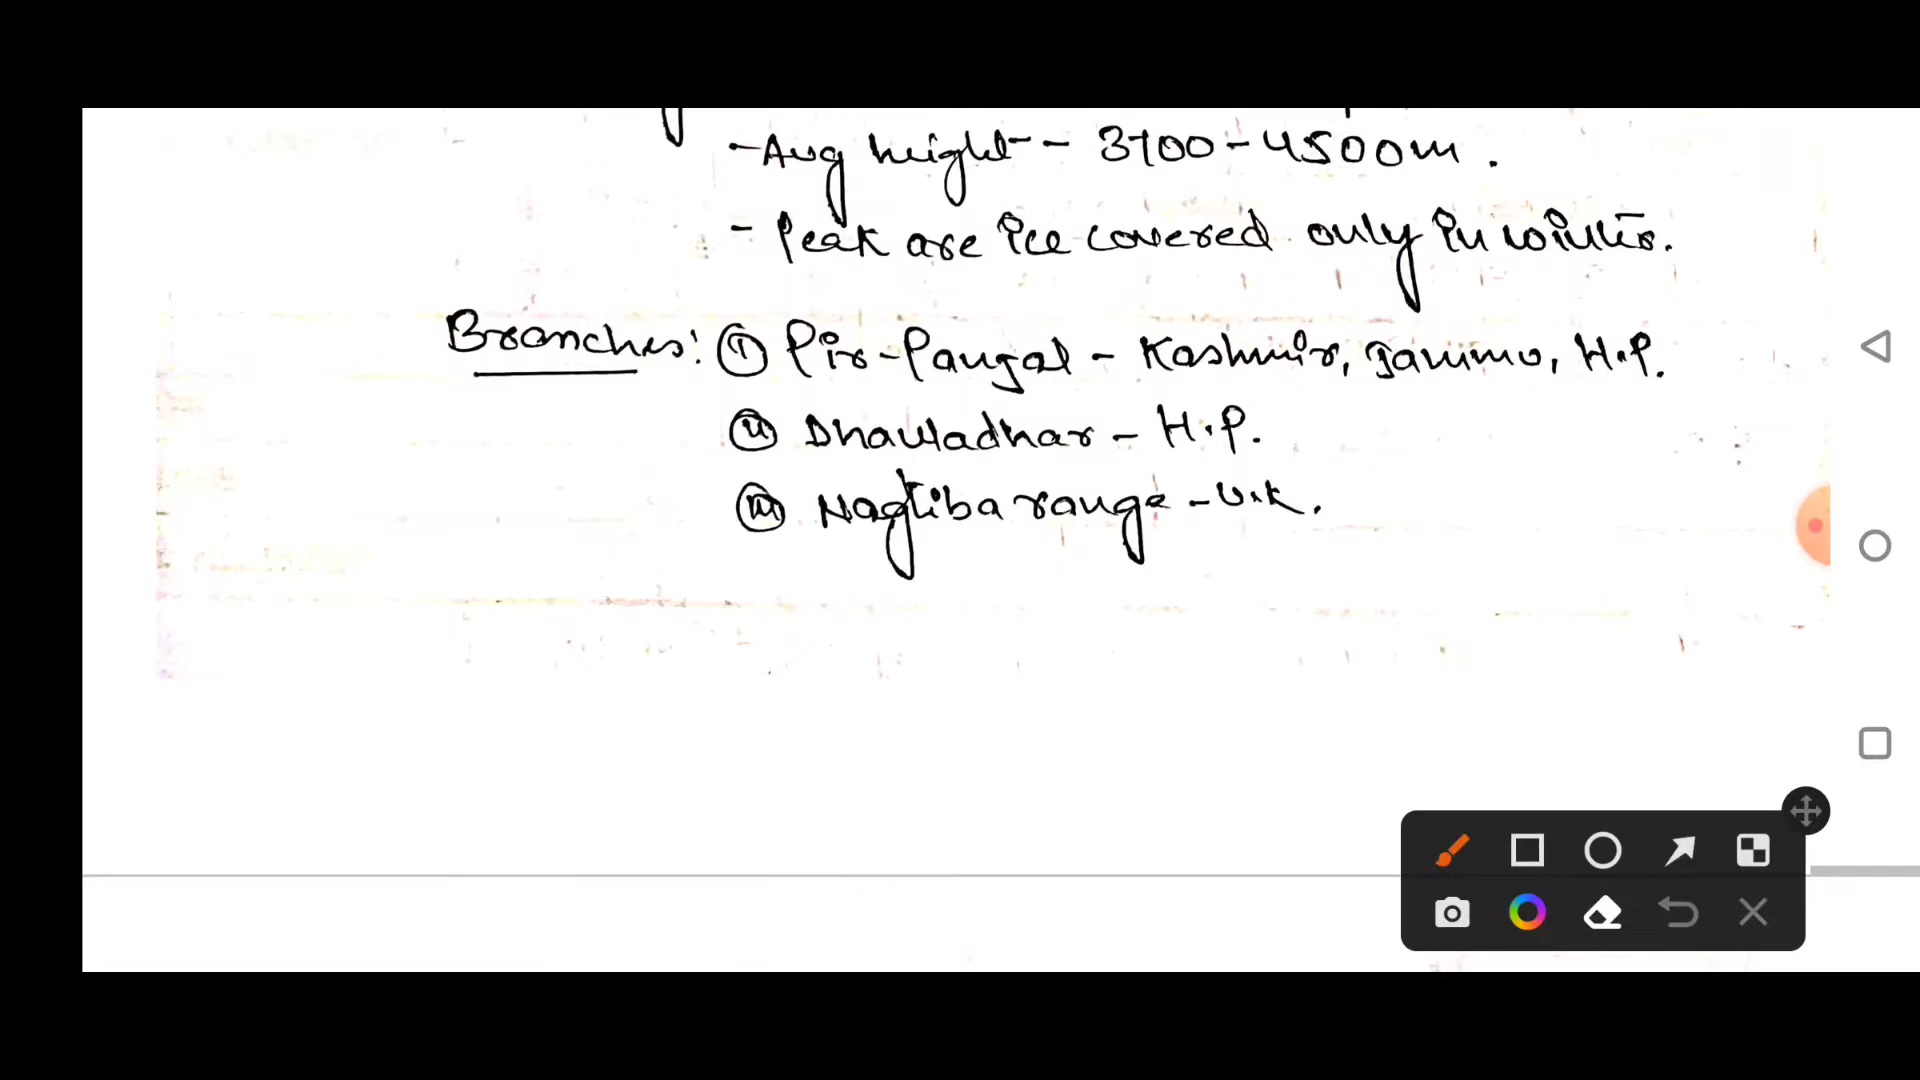 - Avg height - 3700 - 4500m.
- Peak are ice covered only in winter.
Branches: (i) Pir-Panjal - Kashmir, Jammu, H.P.
(ii) Dhauladhar - H.P.
(iii) Nagtiba range - U.K.